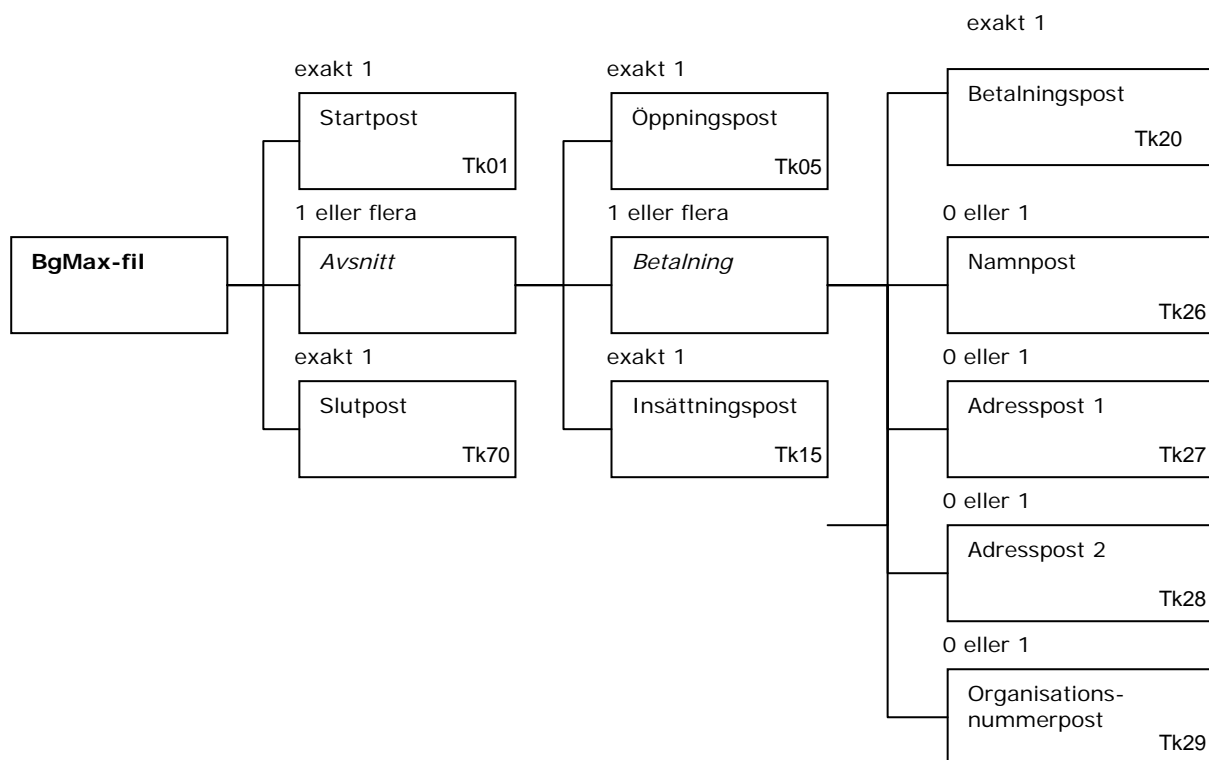 exakt 1
exakt 1
exakt 1
Startpost
Tk01
Öppningspost
Tk05
Betalningspost
Tk20
1 eller flera
1 eller flera
0 eller 1
BgMax-fil
Avsnitt
Betalning
Namnpost
Tk26
exakt 1
exakt 1
0 eller 1
Slutpost
Tk70
Insättningspost
Tk15
Adresspost 1
Tk27
0 eller 1
Adresspost 2
Tk28
0 eller 1
Organisations-
nummerpost
Tk29